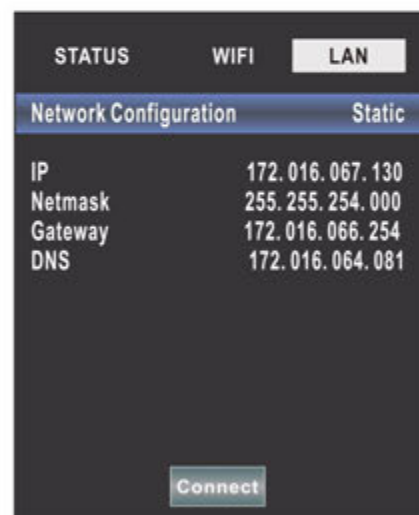 STATUS WIFI LAN
Network Configuration Static
IP 172. 016. 067. 130
Netmask 255. 255. 254. 000
Gateway 172. 016. 066. 254
DNS 172. 016. 064. 081
Connect